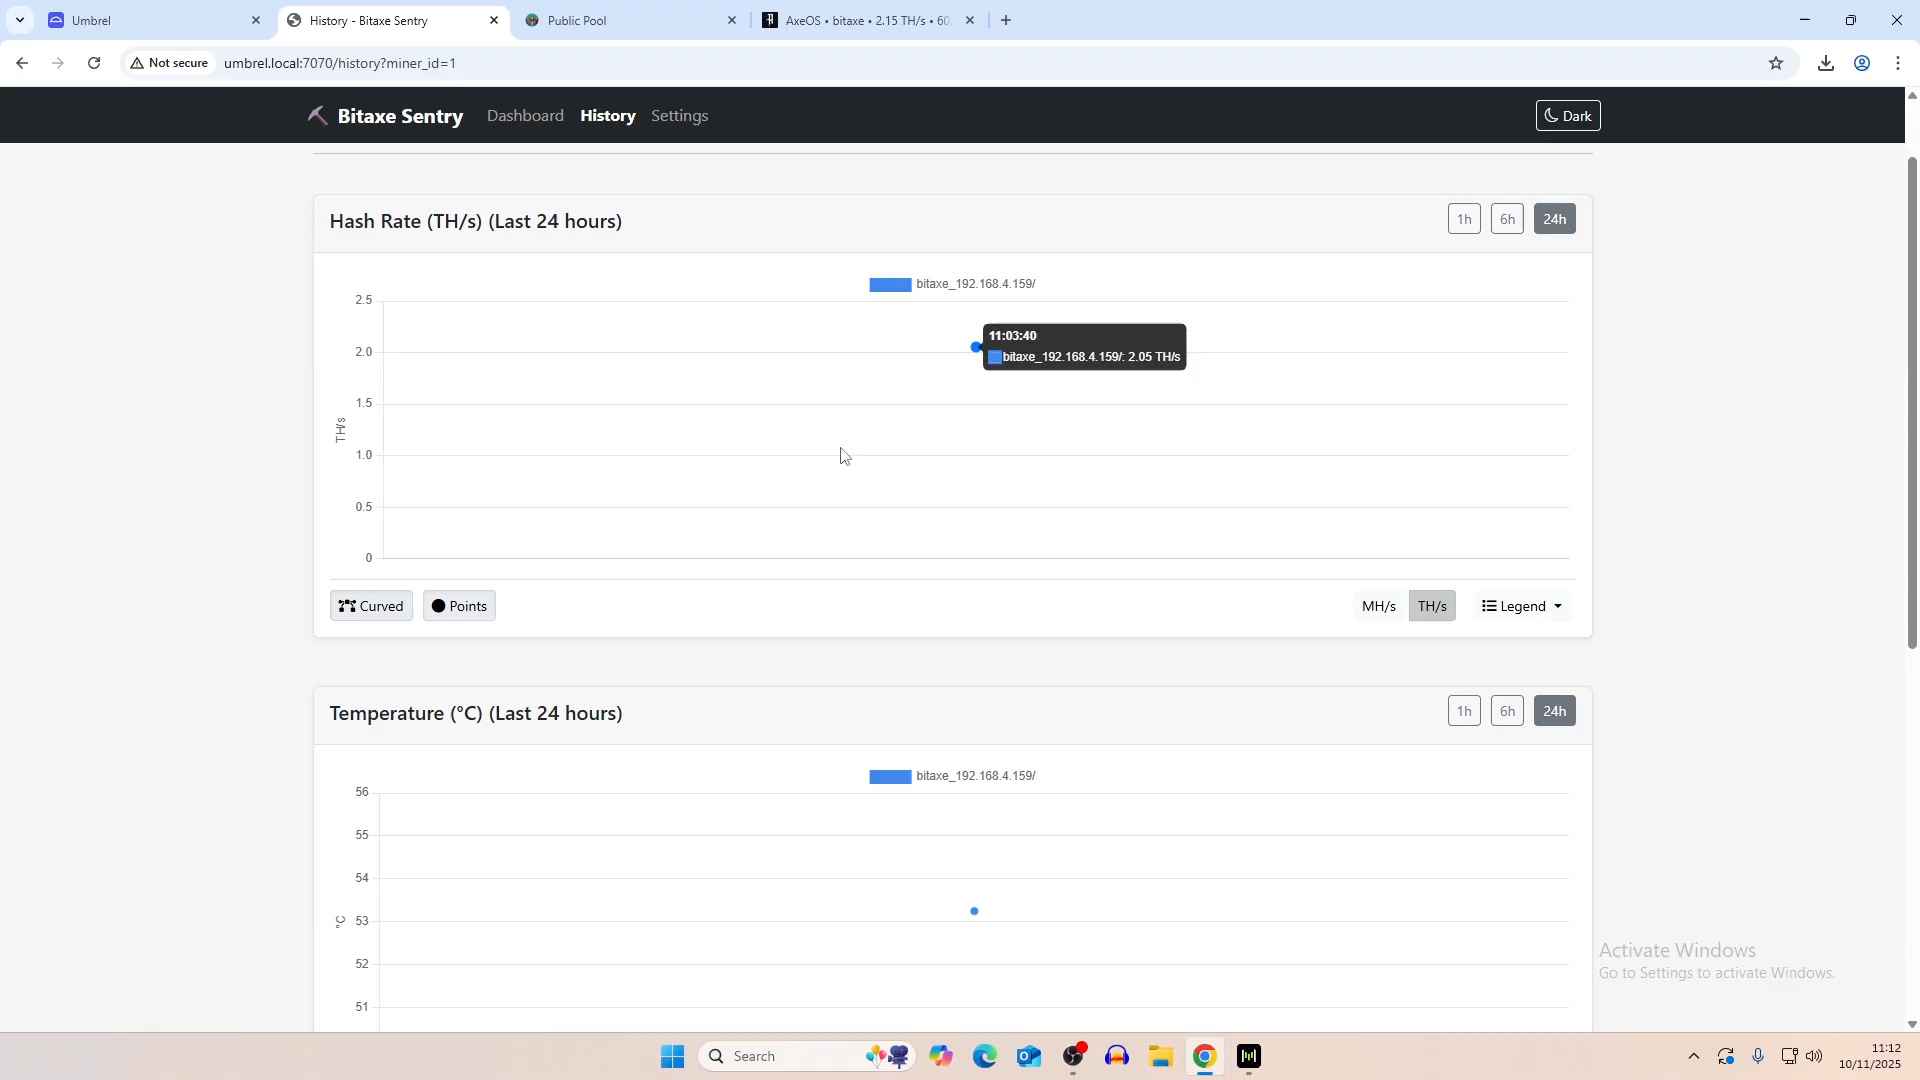 Umbrel
History - Bitaxe Sentry
Public Pool
AxeOS • bitaxe • 2.15 TH/s • 60
Not secure
umbrel.local:7070/history?miner_id=1
Bitaxe Sentry
Dashboard
History
Settings
Dark
Hash Rate (TH/s) (Last 24 hours)
1h
6h
24h
bitaxe_192.168.4.159/
2.5
11:03:40
2.0
bitaxe_192.168.4.159/: 2.05 TH/s
1.5
TH/s
1.0
0.5
0
Curved
Points
MH/s
TH/s
Legend
Temperature (°C) (Last 24 hours)
1h
6h
24h
bitaxe_192.168.4.159/
56
55
54
°C
53
52
51
Activate Windows
Go to Settings to activate Windows.
Search
11:12
10/11/2025